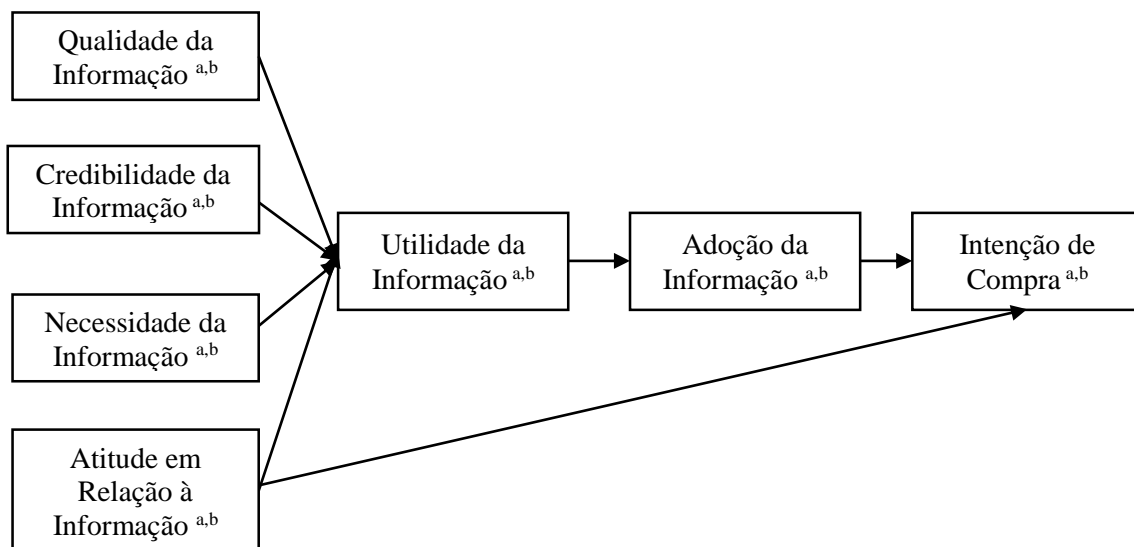 Qualidade da
Informação a,b
Credibilidade da
Informação a,b
Necessidade da
Informação a,b
Atitude em
Relação à
Informação a,b
Utilidade da
Informação a,b
Adoção da
Informação a,b
Intenção de
Compra a,b